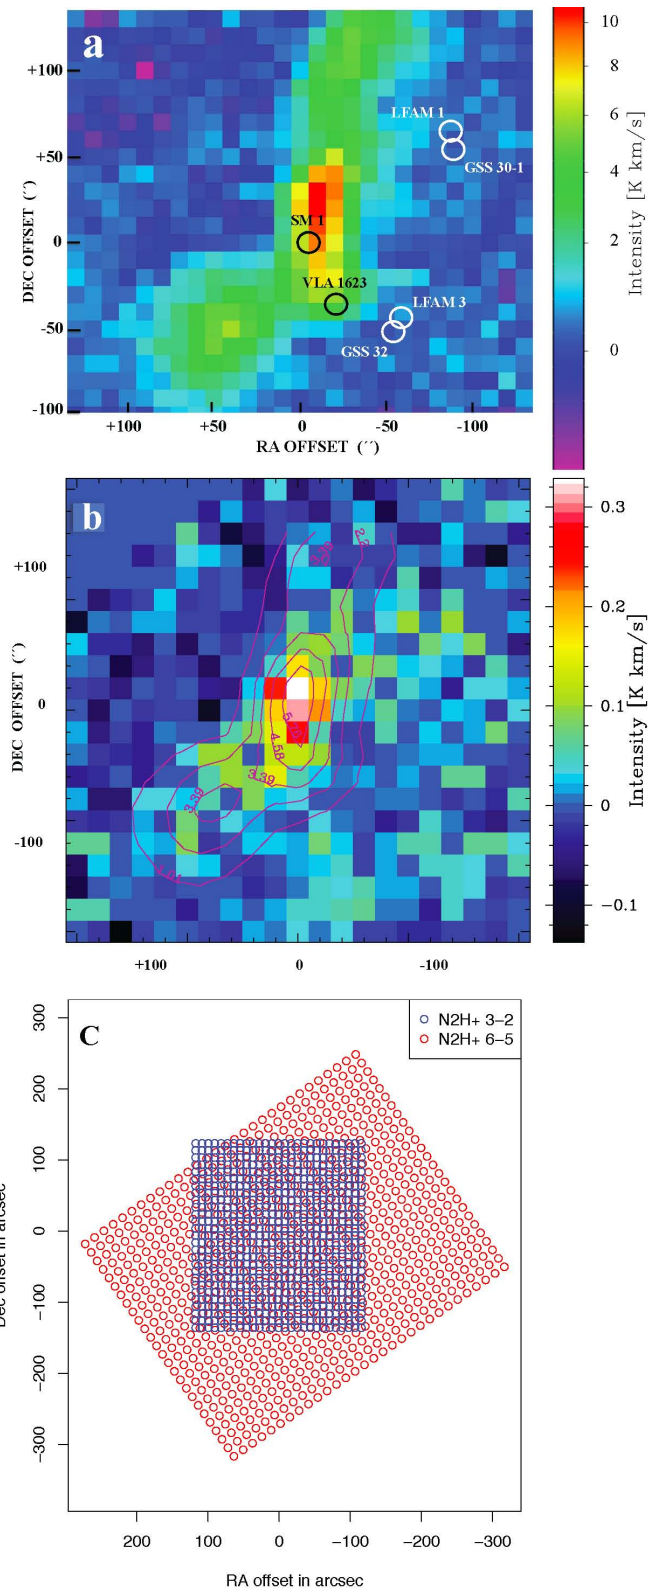 a
+100
+50
0
-50
-100
DEC OFFSET (´´)
LFAM 1
GSS 30-1
SM 1
VLA 1623
LFAM 3
GSS 32
+100 +50 0 -50 -100
RA OFFSET (´´)
10
8
6
4
2
0
Intensity [K km/s]
b
+100
0
-100
DEC OFFSET (´´)
3.39
4.58
3.39
3.39
+100 0 -100
0.3
0.2
0.1
0
−0.1
Intensity [K km/s]
C
N2H+ 3−2
N2H+ 6−5
300
200
100
0
−100
−200
−300
Dec offset in arcsec
200 100 0 −100 −200 −300
RA offset in arcsec